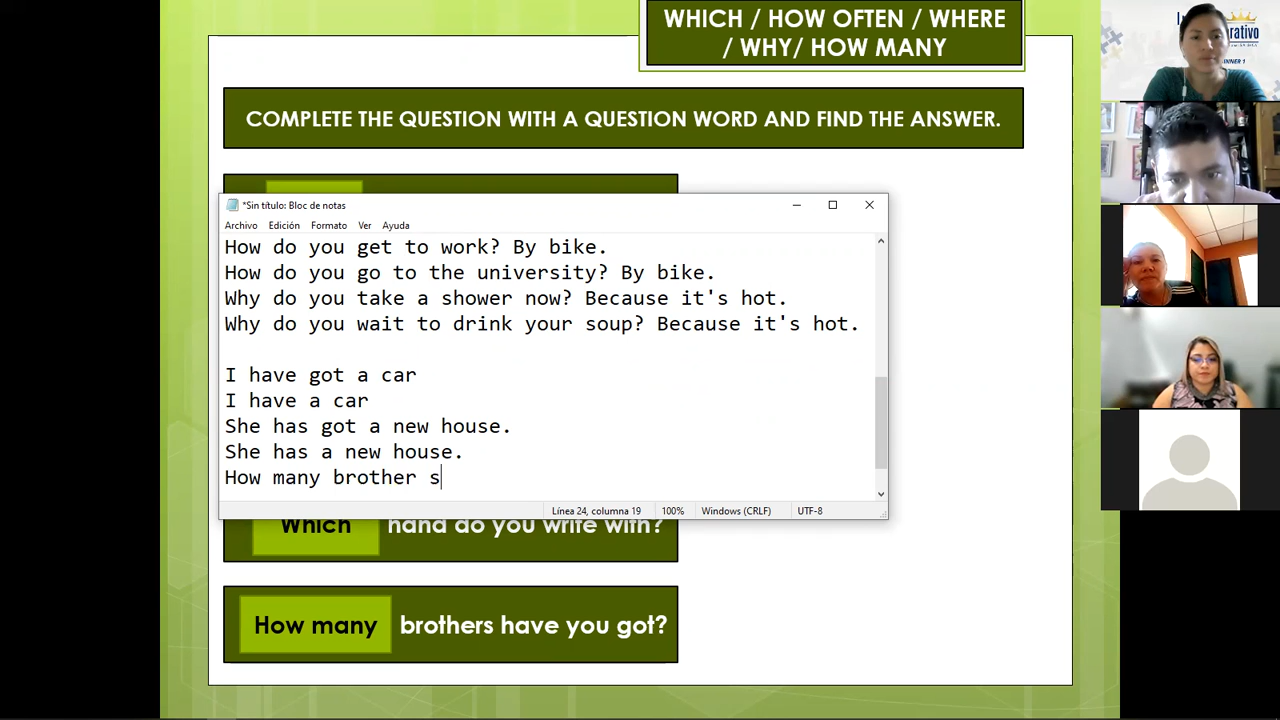 WHICH / HOW OFTEN / WHERE
/ WHY/ HOW MANY
COMPLETE THE QUESTION WITH A QUESTION WORD AND FIND THE ANSWER.
*Sin título: Bloc de notas
Archivo Edición Formato Ver Ayuda
How do you get to work? By bike.
How do you go to the university? By bike.
Why do you take a shower now? Because it's hot.
Why do you wait to drink your soup? Because it's hot.
I have got a car
I have a car
She has got a new house.
She has a new house.
How many brother s
Línea 24, columna 19 100% Windows (CRLF) UTF-8
Which hand do you write with?
How many brothers have you got?